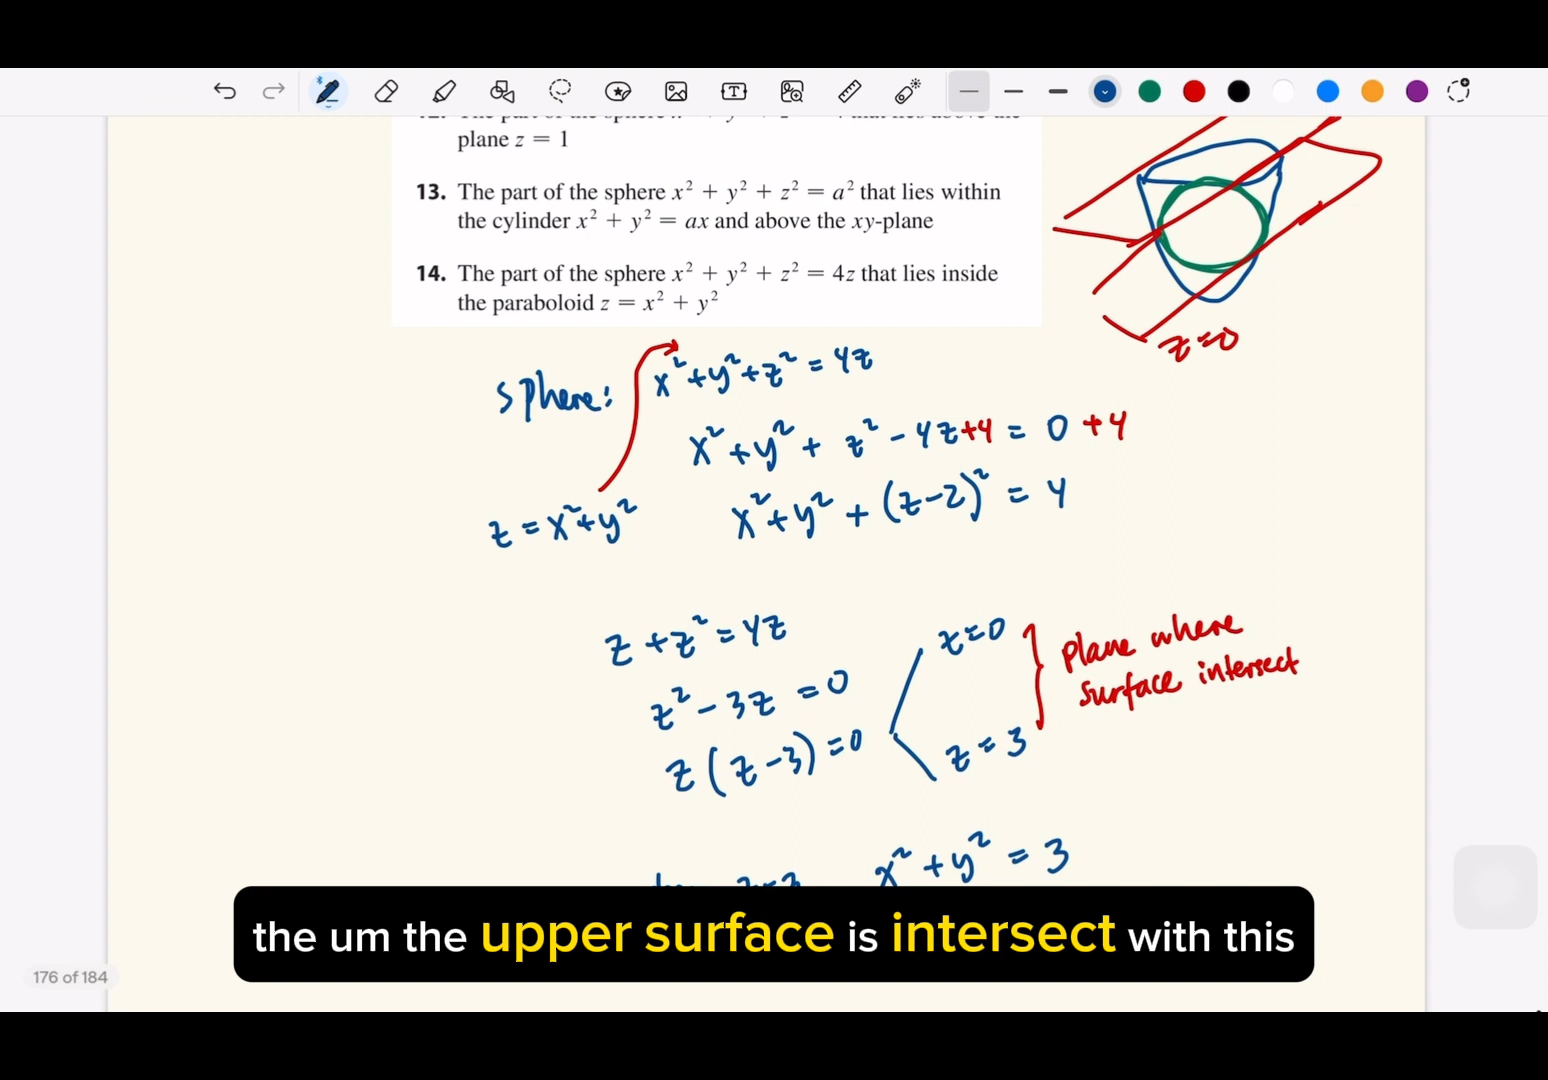 plane z = 1
13. The part of the sphere x² + y² + z² = a² that lies within
the cylinder x² + y² = ax and above the xy-plane
14. The part of the sphere x² + y² + z² = 4z that lies inside
the paraboloid z = x² + y²
z=0
Sphere: x²+y²+z² = 4z
x²+y²+ z² - 4z+4 = 0 +4
z = x²+y² x²+y² + (z-2)² = 4
z + z² = 4z
z² - 3z = 0
z(z-3) = 0
z=0
z = 3
Plane where
surface intersect
x² + y² = 3
the um the upper surface is intersect with this
176 of 184